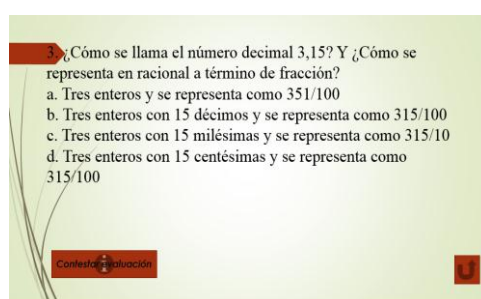 3. ¿Cómo se llama el número decimal 3,15? Y ¿Cómo se
representa en racional a término de fracción?
a. Tres enteros y se representa como 351/100
b. Tres enteros con 15 décimos y se representa como 315/100
c. Tres enteros con 15 milésimas y se representa como 315/10
d. Tres enteros con 15 centésimas y se representa como
315/100
Contestar evaluación